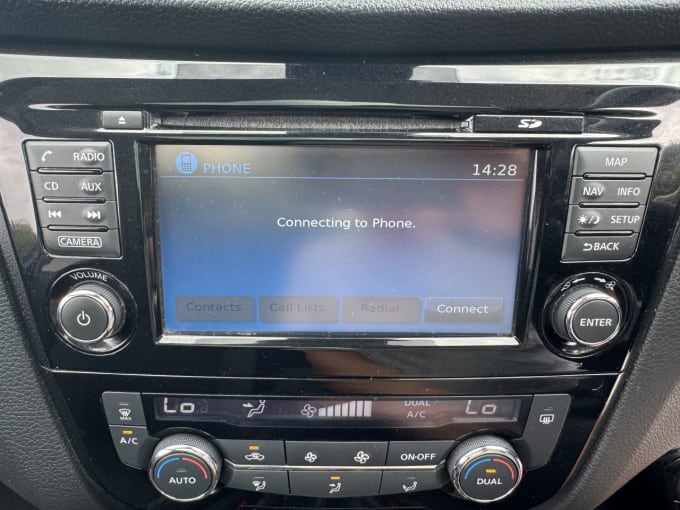 PHONE 14:28
Connecting to Phone.
Contacts Call Lists Redial Connect
RADIO
CD AUX
CAMERA
VOLUME
MAP
NAV INFO
SETUP
BACK
ENTER
SD
Lo DUAL Lo
A/C
MAX
A/C
AUTO
ON·OFF
DUAL